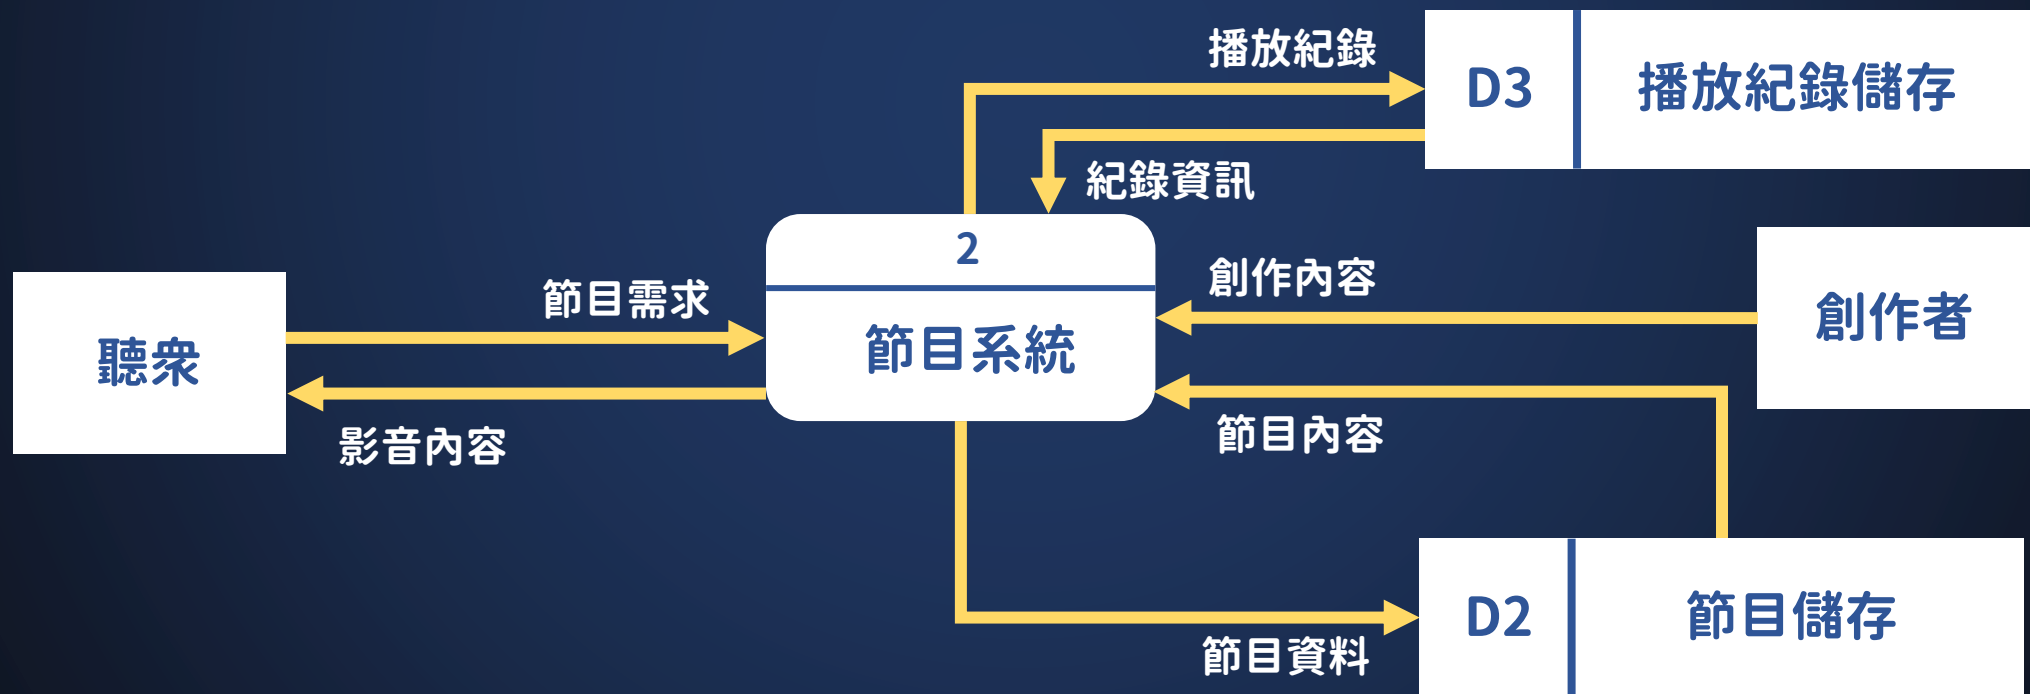 播放紀錄
D3
播放紀錄儲存
紀錄資訊
2
節目系統
節目需求
聽衆
影音內容
創作內容
創作者
節目內容
D2
節目儲存
節目資料